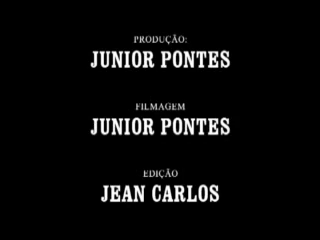 PRODUÇÃO:
JUNIOR PONTES
FILMAGEM
JUNIOR PONTES
EDIÇÃO
JEAN CARLOS